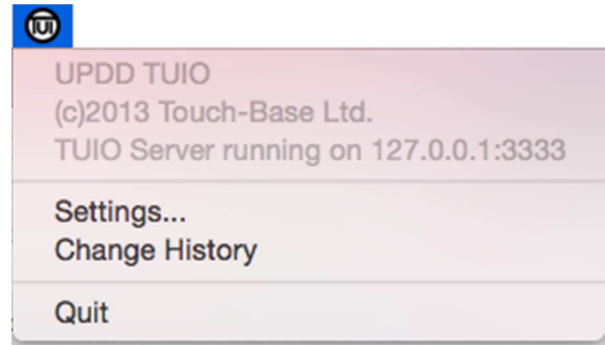 TUI
UPDD TUIO
(c)2013 Touch-Base Ltd.
TUIO Server running on 127.0.0.1:3333
Settings...
Change History
Quit